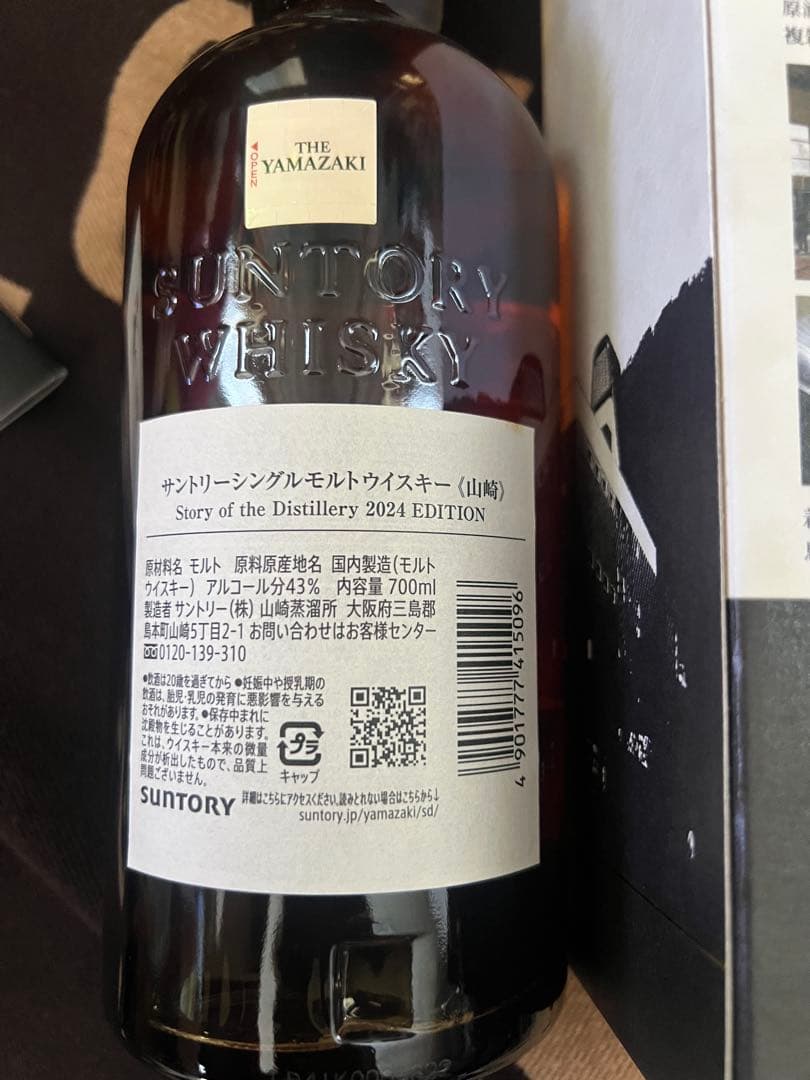 THE
YAMAZAKI
OPEN
SUNTORY
WHISKY
サントリーシングルモルトウイスキー《山崎》
Story of the Distillery 2024 EDITION
原材料名 モルト 原料原産地名 国内製造(モルト
ウイスキー) アルコール分43% 内容量 700ml
製造者 サントリー(株) 山崎蒸溜所 大阪府三島郡
島本町山崎5丁目2-1 お問い合わせはお客様センター
0120-139-310
●飲酒は20歳を過ぎてから ●妊娠中や授乳期の
飲酒は、胎児・乳児の発育に悪影響を与える
おそれがあります。●保存中まれに
沈殿物を生じることがあります。
これは、ウイスキー本来の微量
成分が析出したもので、品質上
問題ございません。
プラ
キャップ
4 901777 415096
SUNTORY
詳細はこちらにアクセスください。読みとれない場合はこちらから↓
suntory.jp/yamazaki/sd/